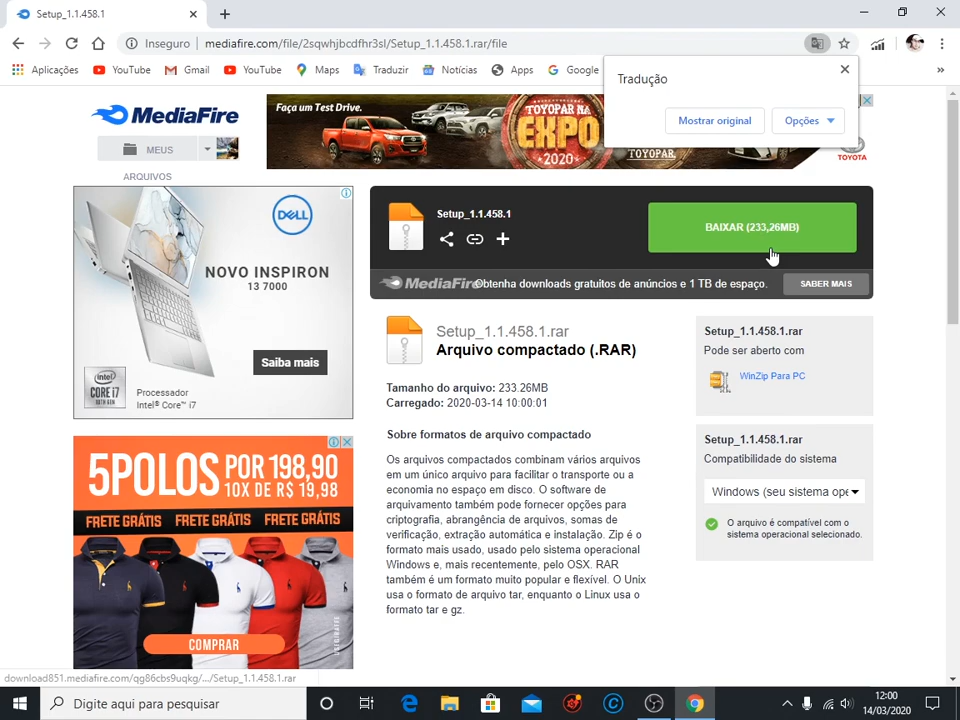 Setup_1.1.458.1
Inseguro
mediafire.com/file/2sqwhjbcdfhr3sl/Setup_1.1.458.1.rar/file
Aplicações
YouTube
Gmail
YouTube
Maps
Traduzir
Notícias
Apps
Google
»
Tradução
Mostrar original
Opções
MediaFire
MEUS
ARQUIVOS
Faça um Test Drive.
TOYOPAR NA
EXPO
2020
TOYOPAR
TOYOTA
DELL
NOVO INSPIRON
13 7000
Saiba mais
intel
CORE i7
10TH GEN
Processador
Intel® Core™ i7
Setup_1.1.458.1
BAIXAR (233,26MB)
MediaFire
Obtenha downloads gratuitos de anúncios e 1 TB de espaço.
SABER MAIS
Setup_1.1.458.1.rar
Arquivo compactado (.RAR)
Tamanho do arquivo: 233.26MB
Carregado: 2020-03-14 10:00:01
Sobre formatos de arquivo compactado
Os arquivos compactados combinam vários arquivos
em um único arquivo para facilitar o transporte ou a
economia no espaço em disco. O software de
arquivamento também pode fornecer opções para
criptografia, abrangência de arquivos, somas de
verificação, extração automática e instalação. Zip é o
formato mais usado, usado pelo sistema operacional
Windows e, mais recentemente, pelo OSX. RAR
também é um formato muito popular e flexível. O Unix
usa o formato de arquivo tar, enquanto o Linux usa o
formato tar e gz.
Setup_1.1.458.1.rar
Pode ser aberto com
WinZip Para PC
Setup_1.1.458.1.rar
Compatibilidade do sistema
Windows (seu sistema ope
O arquivo é compatível com o
sistema operacional selecionado.
5POLOS POR 198,90
10X DE R$ 19,98
FRETE GRÁTIS FRETE GRÁTIS FRETE GRÁTIS
COMPRAR
download851.mediafire.com/qg86cbs9uqkg/.../Setup_1.1.458.1.rar
Digite aqui para pesquisar
12:00
14/03/2020